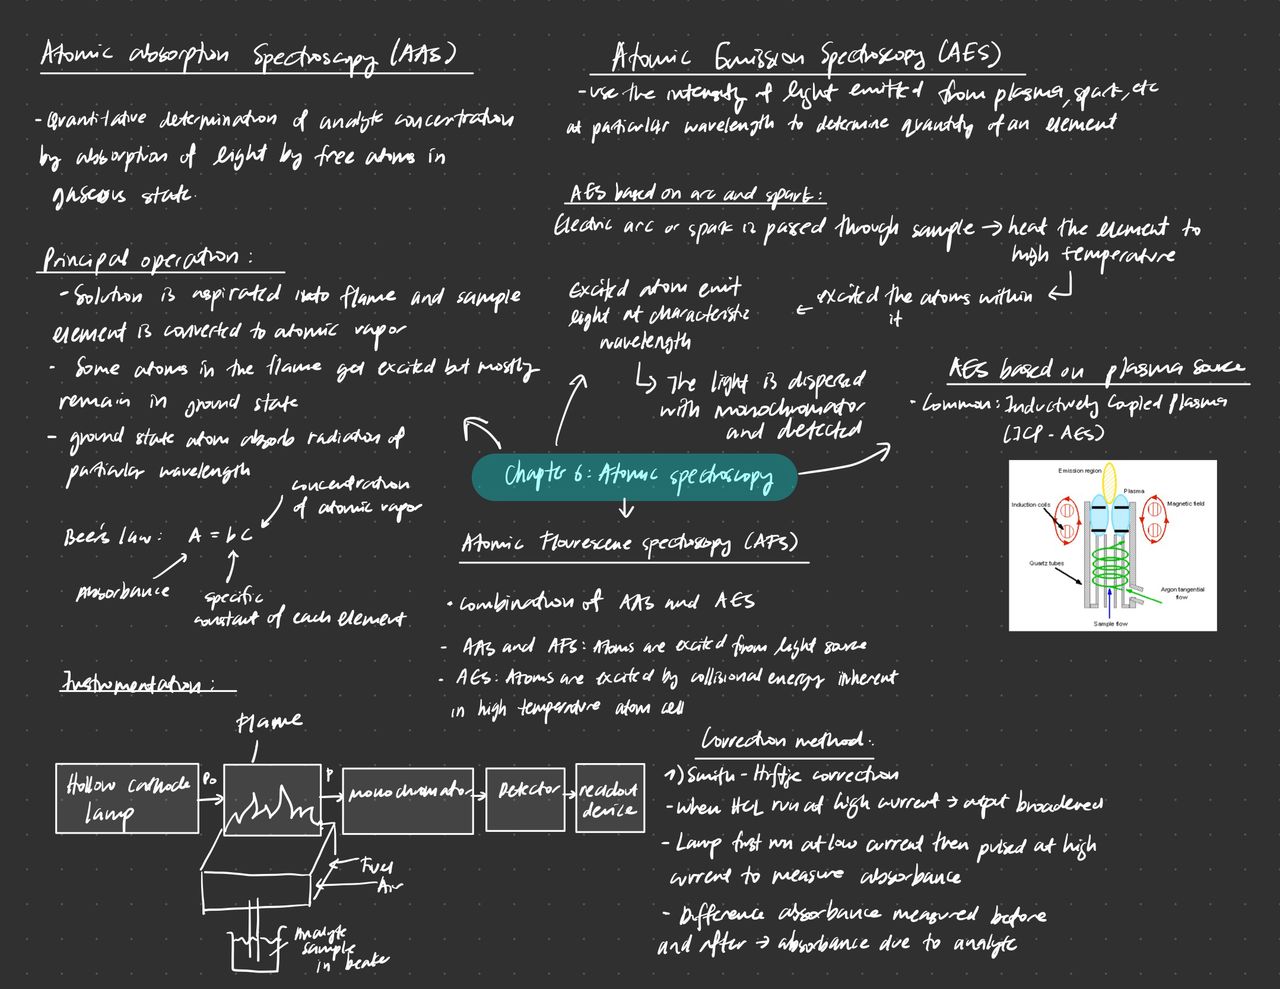 Atomic absorption Spectroscopy (AAS)
- Quantitative determination of analyte concentration
by absorption of light by free atoms in
gaseous state.
Principal operation:
- Solution is aspirated into flame and sample
element is converted to atomic vapor
- Some atoms in the flame get excited but mostly
remain in ground state
- ground state atom absorb radiation of
particular wavelength
concentration
of atomic vapor
Beer's law: A = bC
Absorbance
specific
constant of each element
Instrumentation:
Flame
Hollow cathode
lamp
Po
P
monochromator
Detector
readout
device
Fuel
Air
Analyte
sample
in beaker
Atomic Emission Spectroscopy (AES)
- use the intensity of light emitted from plasma, spark, etc
at particular wavelength to determine quantity of an element
AES based on arc and spark:
Electric arc or spark is passed through sample → heat the element to
high temperature
excited the atoms within
it
Excited atom emit
light at characteristic
wavelength
The light is dispersed
with monochromator
and detected
AES based on plasma source
- Common: Inductively Coupled Plasma
(ICP - AES)
Emission region
Plasma
Induction coils
Magnetic field
Quartz tubes
Argon tangential
flow
Sample flow
Chapter 6: Atomic spectroscopy
Atomic Flourescene spectroscopy (AFS)
• Combination of AAS and AES
- AAS and AFS: Atoms are excited from light source
- AES: Atoms are excited by collisional energy inherent
in high temperature atom cell
Correction method:
1) Smith - Hiftje correction
- when HCL run at high current → output broadened
- Lamp first run at low current then pulsed at high
current to measure absorbance
- Difference absorbance measured before
and after → absorbance due to analyte